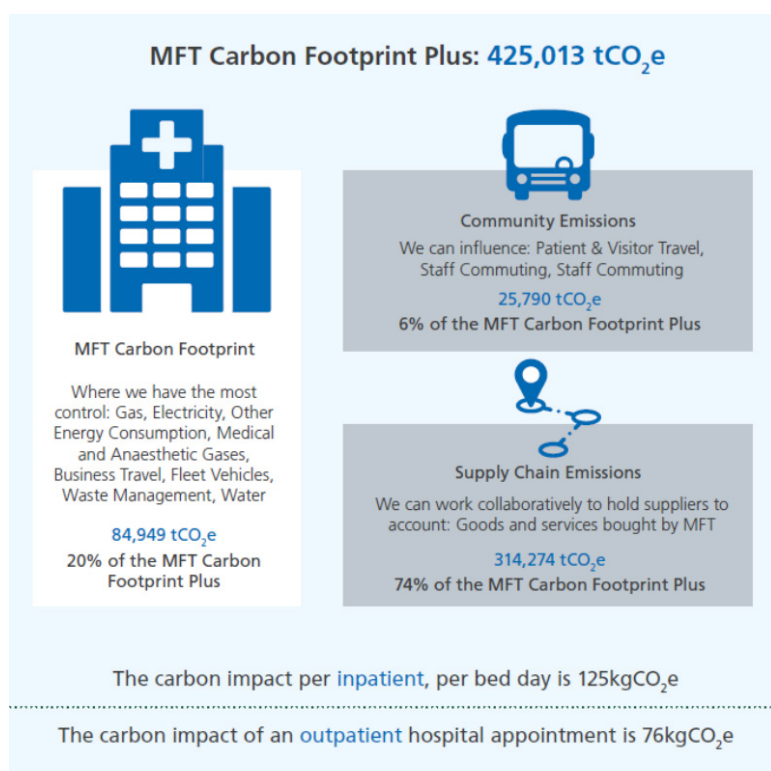 MFT Carbon Footprint Plus: 425,013 tCO₂e
MFT Carbon Footprint
Where we have the most
control: Gas, Electricity, Other
Energy Consumption, Medical
and Anaesthetic Gases,
Business Travel, Fleet Vehicles,
Waste Management, Water
84,949 tCO₂e
20% of the MFT Carbon
Footprint Plus
Community Emissions
We can influence: Patient & Visitor Travel,
Staff Commuting, Staff Commuting
25,790 tCO₂e
6% of the MFT Carbon Footprint Plus
Supply Chain Emissions
We can work collaboratively to hold suppliers to
account: Goods and services bought by MFT
314,274 tCO₂e
74% of the MFT Carbon Footprint Plus
The carbon impact per inpatient, per bed day is 125kgCO₂e
The carbon impact of an outpatient hospital appointment is 76kgCO₂e